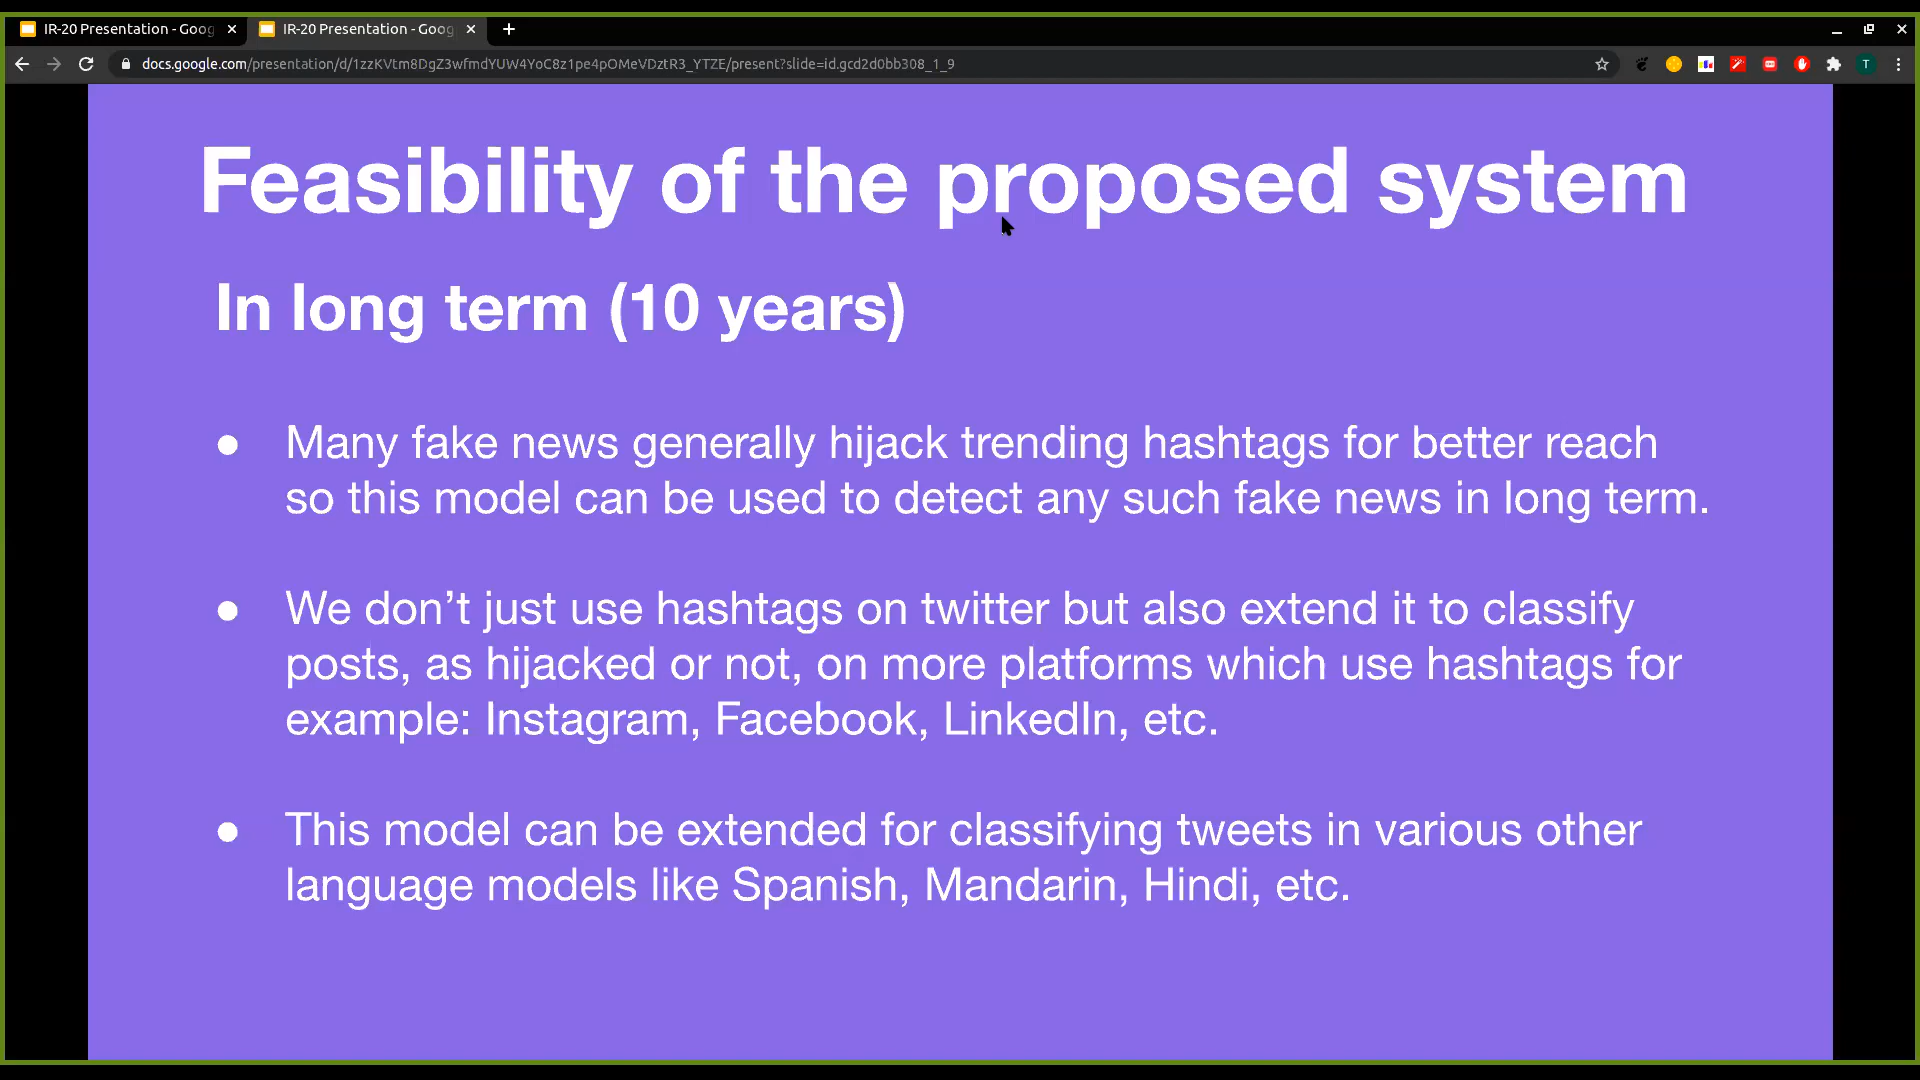 IR-20 Presentation - Goog
IR-20 Presentation - Goog
docs.google.com/presentation/d/1zzKVtm8DgZ3wfmdYUW4YoC8z1pe4pOMeVDztR3_YTZE/present?slide=id.gcd2d0bb308_1_9
T
Feasibility of the proposed system
In long term (10 years)
● Many fake news generally hijack trending hashtags for better reach
so this model can be used to detect any such fake news in long term.
● We don’t just use hashtags on twitter but also extend it to classify
posts, as hijacked or not, on more platforms which use hashtags for
example: Instagram, Facebook, LinkedIn, etc.
● This model can be extended for classifying tweets in various other
language models like Spanish, Mandarin, Hindi, etc.